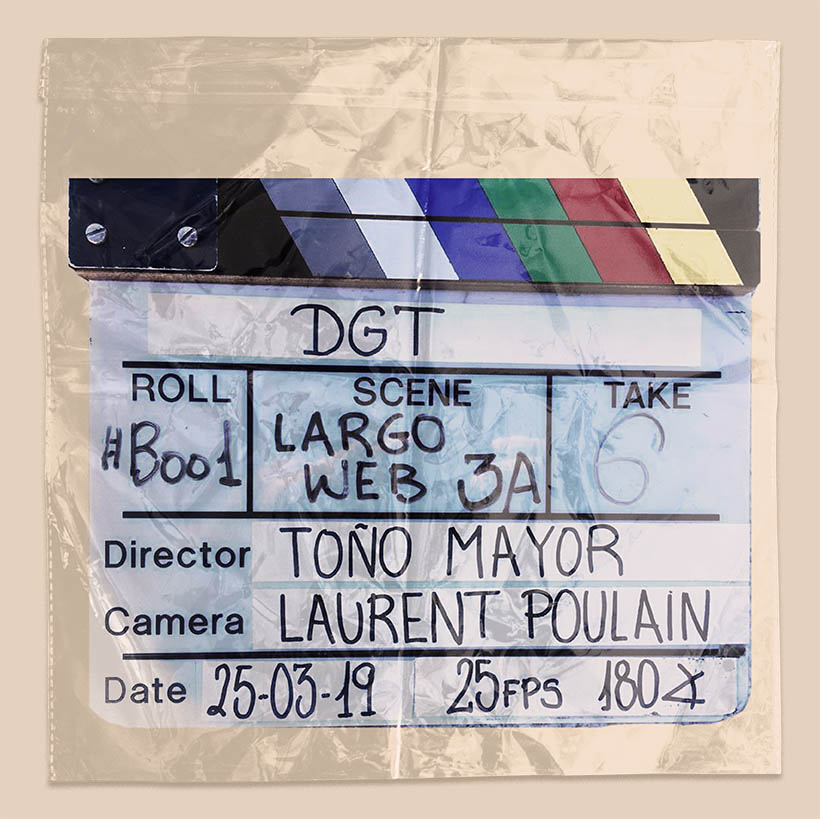 DGT
ROLL SCENE TAKE
#B001 LARGO WEB 3A 6
Director TOÑO MAYOR
Camera LAURENT POULAIN
Date 25-03-19 25FPS 180∡